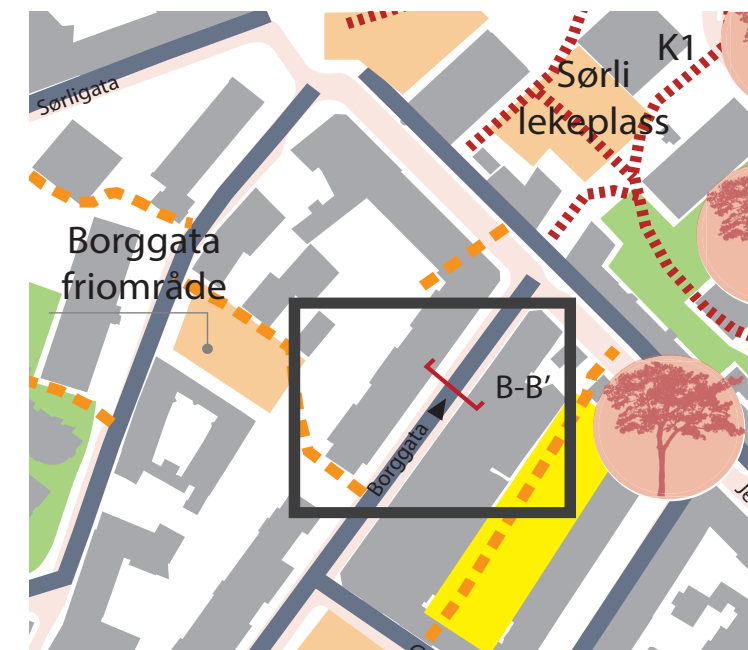 K1
Sørli
lekeplass
Sørligata
Borggata
friområde
B-B’
Borggata